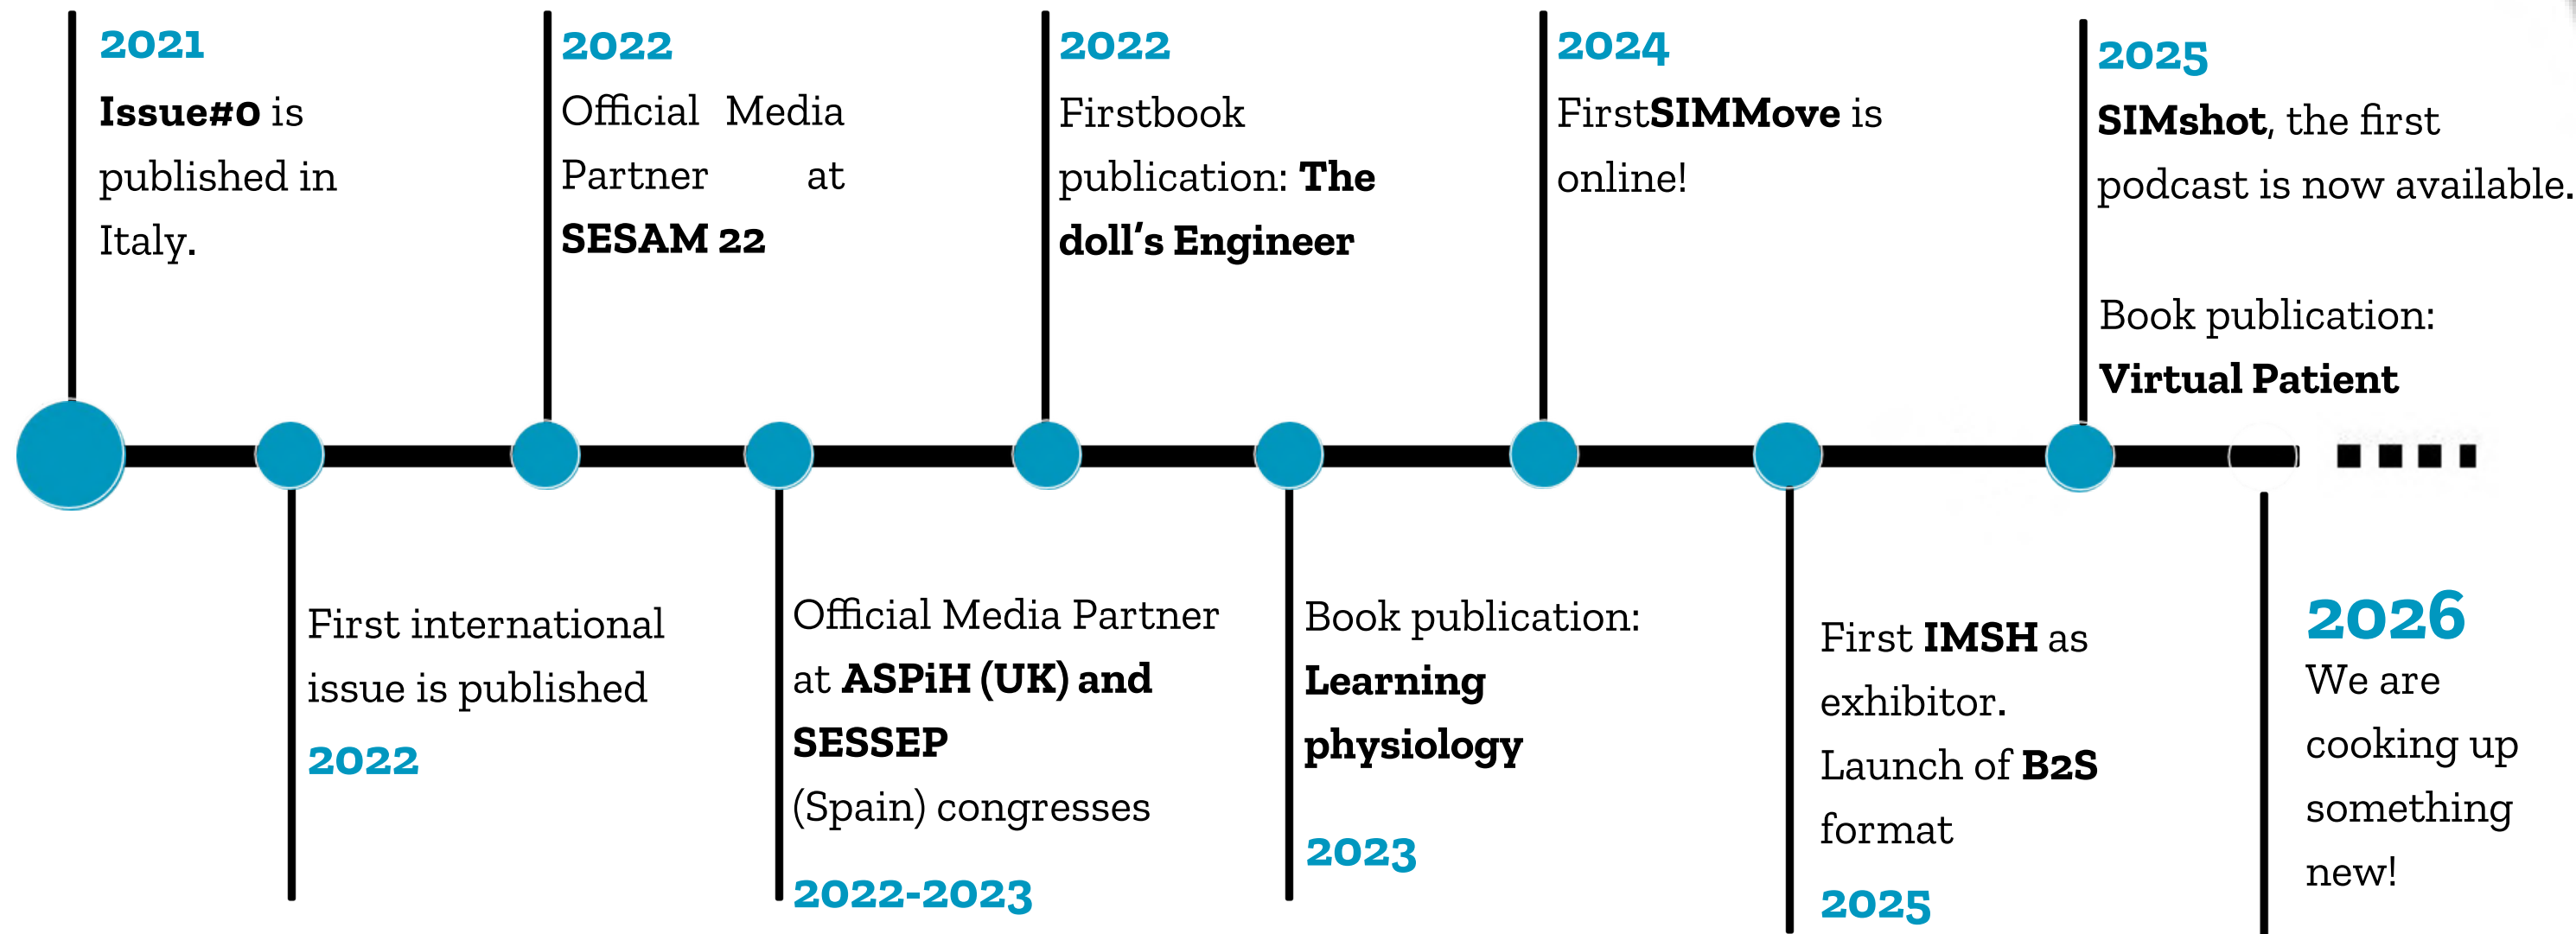 2021
Issue#0 is
published in
Italy.
First international
issue is published
2022
2022
Official Media
Partner at
SESAM 22
Official Media Partner
at ASPiH (UK) and
SESSEP
(Spain) congresses
2022-2023
2022
Firstbook
publication: The
doll's Engineer
Book publication:
Learning
physiology
2023
2024
FirstSIMMove is
online!
First IMSH as
exhibitor.
Launch of B2S
format
2025
2025
SIMshot, the first
podcast is now available.
Book publication:
Virtual Patient
2026
We are
cooking up
something
new!